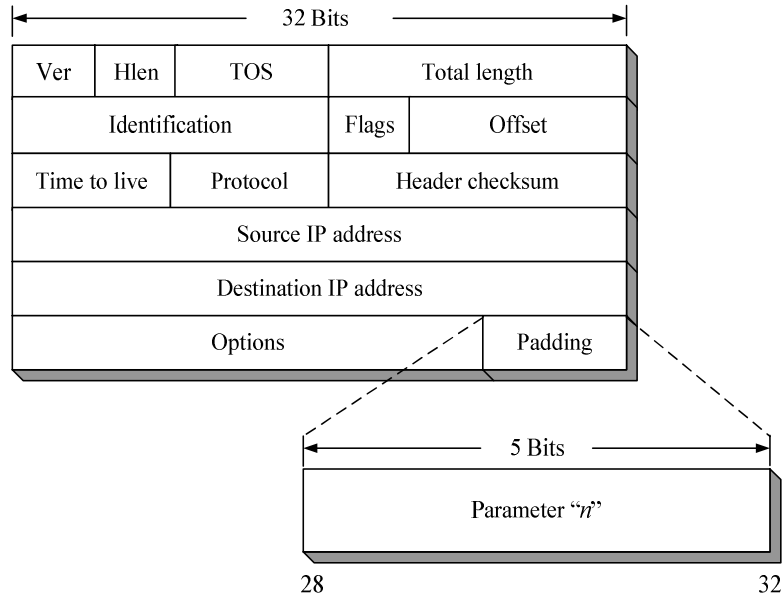 32 Bits
Ver Hlen TOS Total length
Identification Flags Offset
Time to live Protocol Header checksum
Source IP address
Destination IP address
Options Padding
5 Bits
Parameter “n”
28 32